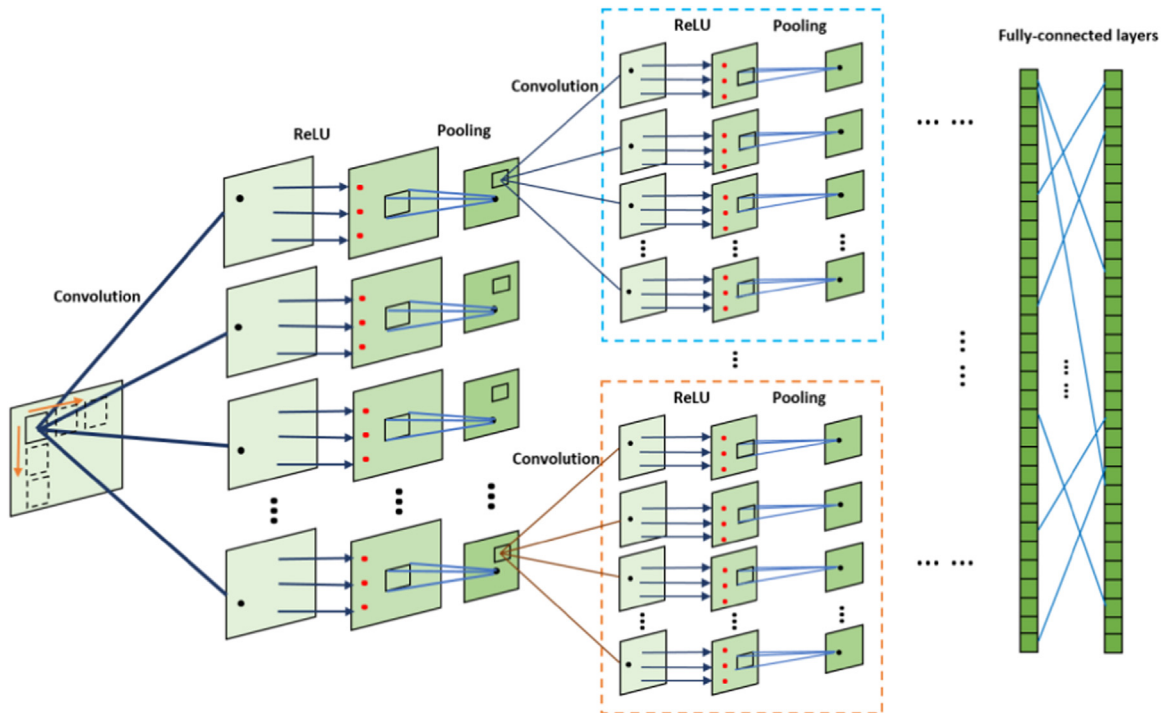 ReLU
Pooling
Fully-connected layers
Convolution
ReLU
Pooling
Convolution
ReLU
Pooling
Convolution